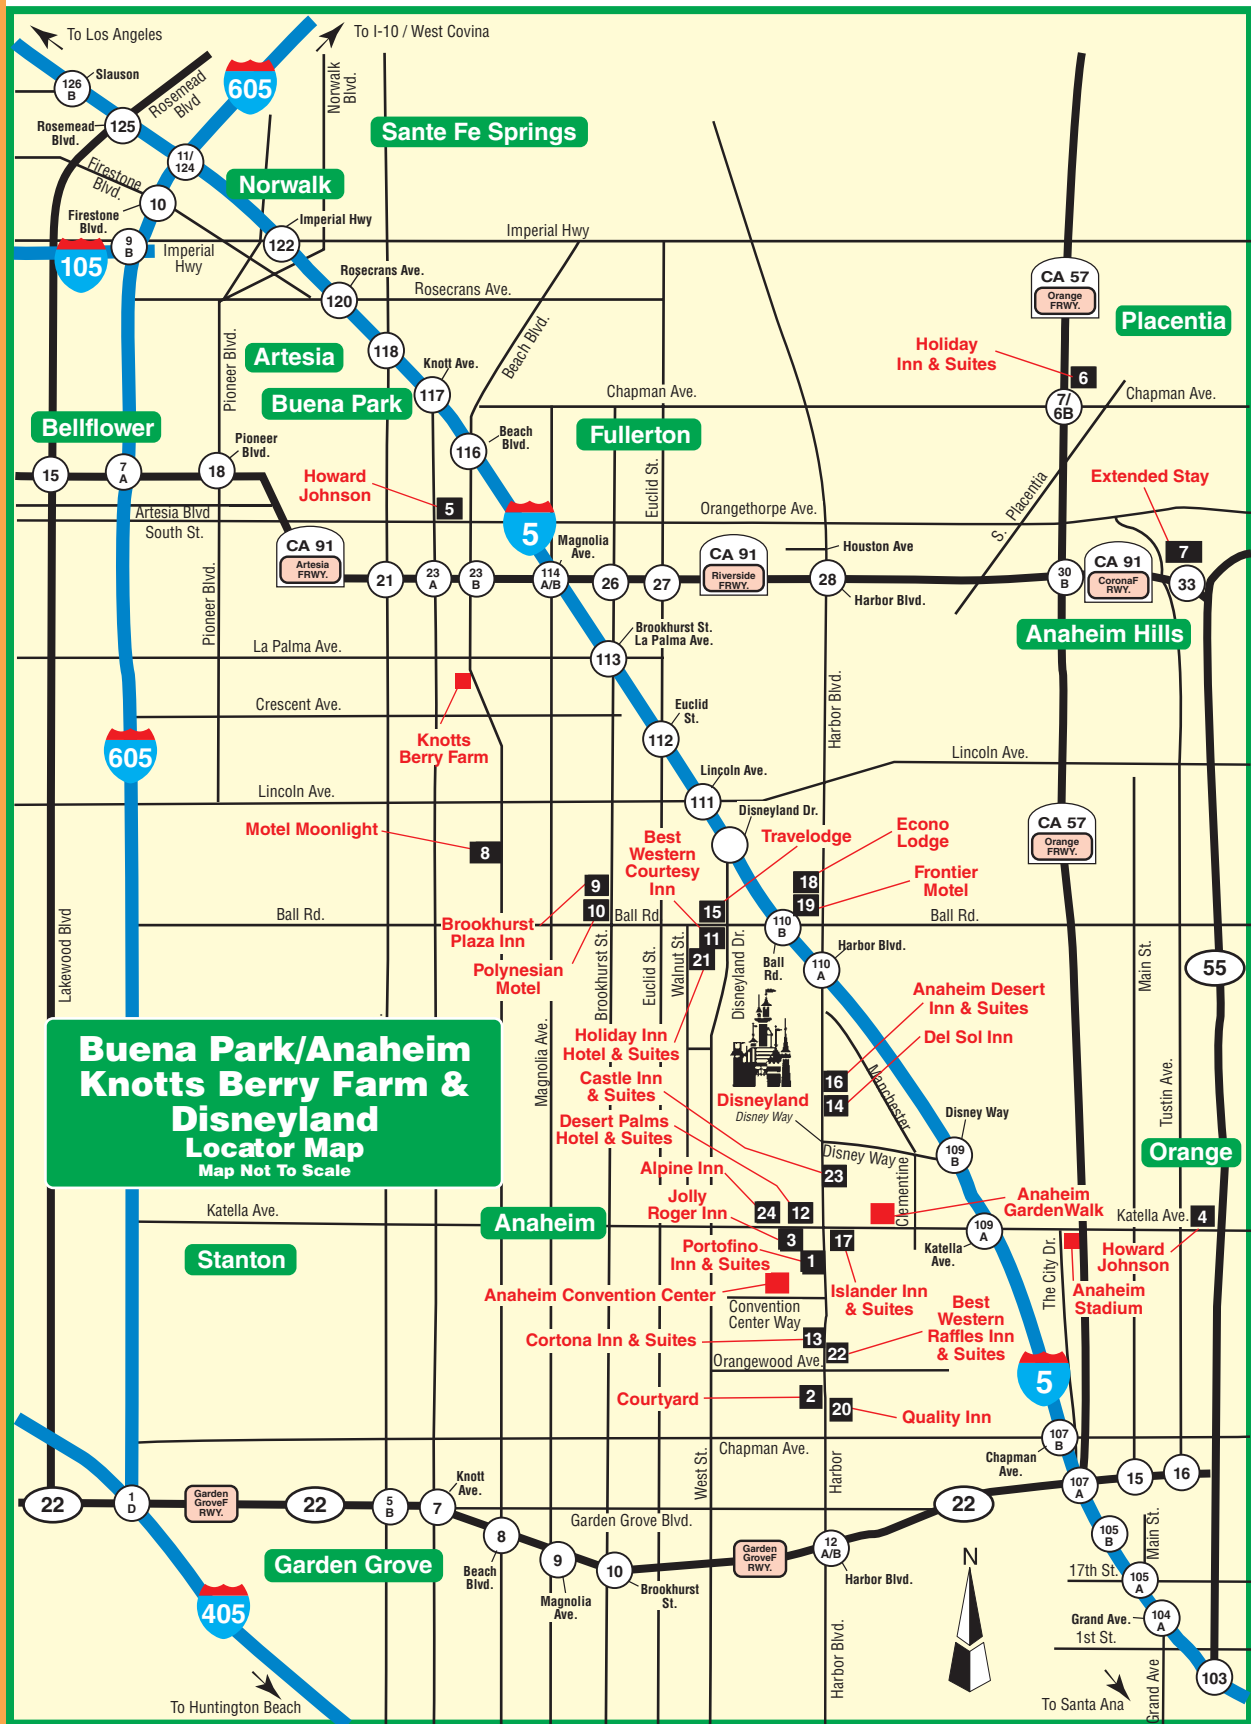 To Los Angeles
To I-10 / West Covina
126
B
Slauson
Rosemead
Blvd
605
Norwalk
Blvd.
Rosemead
Blvd.
125
Sante Fe Springs
11/
124
Firestone
Blvd.
Norwalk
10
Firestone
Blvd.
Imperial Hwy
Imperial Hwy
9
B
122
Imperial
Hwy
105
Rosecrans Ave.
Rosecrans Ave.
120
CA 57
Orange
FRWY.
Placentia
Pioneer Blvd.
Artesia
118
Knott Ave.
Beach Blvd.
Holiday
Inn & Suites
6
117
Buena Park
Chapman Ave.
Chapman Ave.
7/
6B
Bellflower
Fullerton
Beach
Blvd.
116
Pioneer
Blvd.
15
7
A
18
Howard
Johnson
5
Euclid St.
S. Placentia
Extended Stay
Artesia Blvd
South St.
Orangethorpe Ave.
5
CA 91
Artesia
FRWY.
Magnolia
Ave.
CA 91
Riverside
FRWY.
Houston Ave
CA 91
CoronaF
RWY.
7
21
23
A
23
B
114
A/B
26
27
28
30
B
33
Harbor Blvd.
Pioneer Blvd.
Brookhurst St.
La Palma Ave.
Anaheim Hills
La Palma Ave.
113
Crescent Ave.
Euclid
St.
Harbor Blvd.
605
Knotts
Berry Farm
112
Lincoln Ave.
Lincoln Ave.
Lincoln Ave.
111
Disneyland Dr.
CA 57
Orange
FRWY.
Motel Moonlight
8
Best
Western
Courtesy
Inn
Travelodge
Econo
Lodge
18
Frontier
Motel
19
9
10
15
Ball Rd.
Ball Rd
Ball Rd.
Brookhurst
Plaza Inn
11
21
110
B
Ball
Rd.
Harbor Blvd.
110
A
Polynesian
Motel
Lakewood Blvd
Brookhurst St.
Euclid St.
Walnut St.
Disneyland Dr.
Main St.
55
Buena Park/Anaheim
Knotts Berry Farm &
Disneyland
Locator Map
Map Not To Scale
Magnolia Ave.
Holiday Inn
Hotel & Suites
Anaheim Desert
Inn & Suites
Del Sol Inn
Castle Inn
& Suites
16
14
Manchester
Tustin Ave.
Disneyland
Disney Way
Disney Way
Desert Palms
Hotel & Suites
Disney Way
109
B
Orange
Alpine Inn
23
Clementine
Jolly
Roger Inn
24
12
Anaheim
GardenWalk
Katella Ave.
Anaheim
Katella Ave.
4
109
A
Katella
Ave.
3
17
Portofino
Inn & Suites
1
Stanton
The City Dr.
Howard
Johnson
Anaheim
Stadium
Anaheim Convention Center
Islander Inn
& Suites
Convention
Center Way
Best
Western
Raffles Inn
& Suites
Cortona Inn & Suites
13
22
Orangewood Ave.
5
Courtyard
2
20
Quality Inn
107
B
Chapman Ave.
Chapman
Ave.
West St.
Harbor
107
A
15
16
22
1
D
Garden
GroveF
RWY.
22
5
B
7
Knott
Ave.
22
Garden Grove Blvd.
8
Beach
Blvd.
9
Magnolia
Ave.
10
Brookhurst
St.
Garden
GroveF
RWY.
12
A/B
Harbor Blvd.
105
B
Main St.
Garden Grove
N
17th St.
105
A
405
Grand Ave.
104
A
1st St.
Harbor Blvd.
Grand Ave
103
To Huntington Beach
To Santa Ana